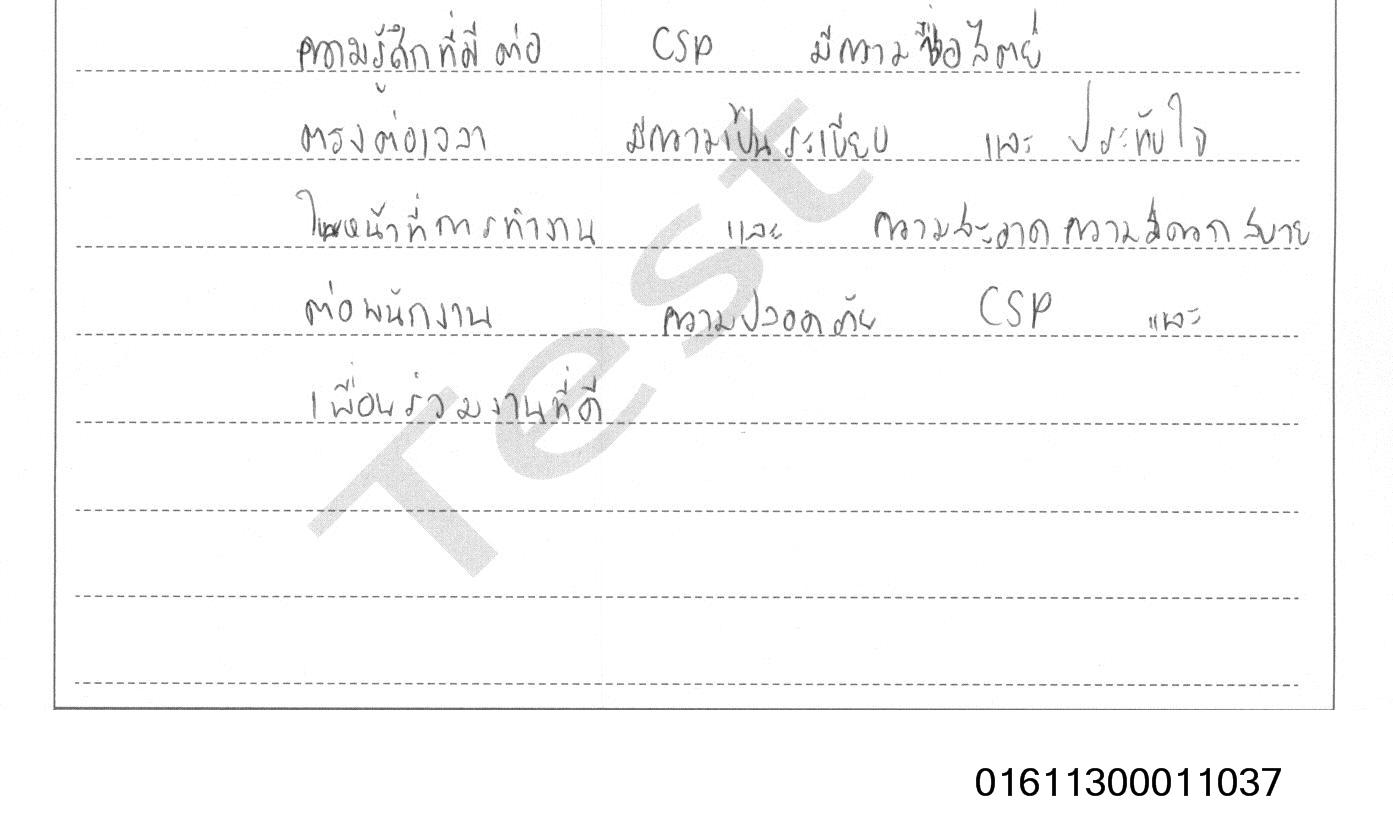 ความรู้สึกที่มี ต่อ CSP มีความซื่อสัตย์
ตรงต่อเวลา มีความเป็นระเบียบ และ ประทับใจ
ในหน้าที่การทำงาน และ ความสะอาด ความสะดวก สบาย
ต่อพนักงาน ความปลอดภัย CSP และ
เพื่อนร่วมงานที่ดี
Test
01611300011037